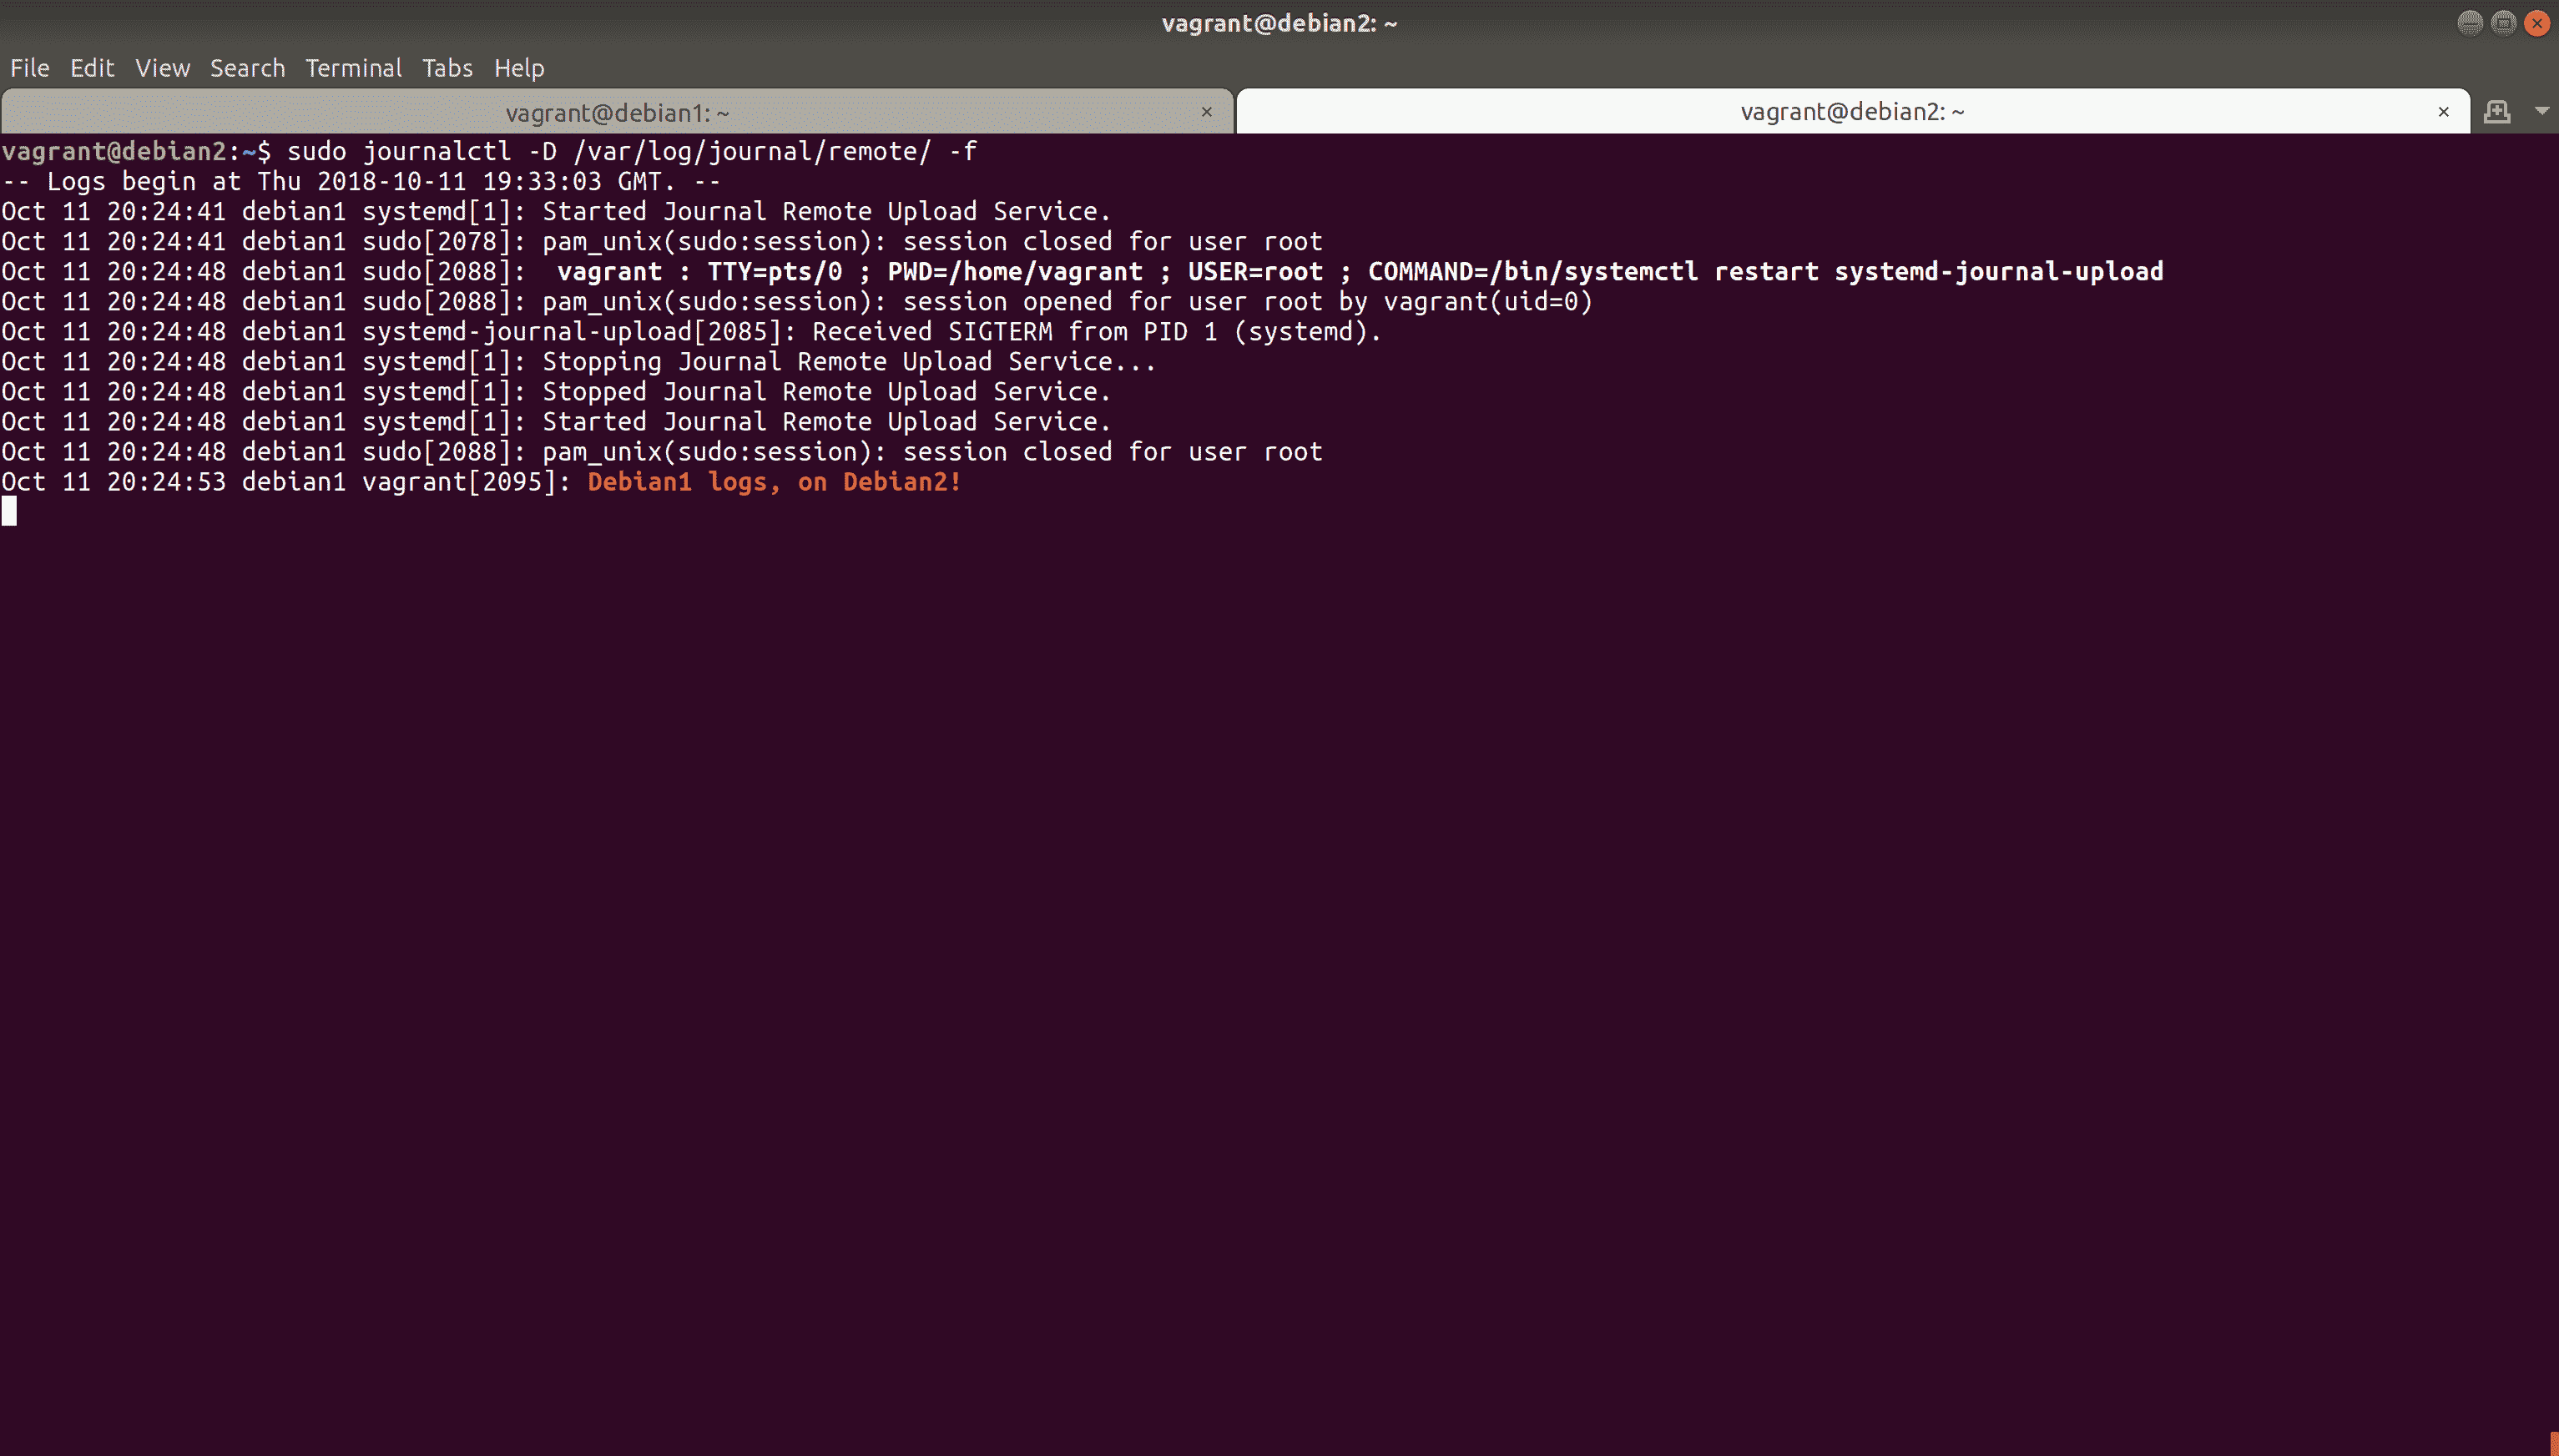 vagrant@debian2: ~
File Edit View Search Terminal Tabs Help
vagrant@debian1: ~ vagrant@debian2: ~
vagrant@debian2:~$ sudo journalctl -D /var/log/journal/remote/ -f
-- Logs begin at Thu 2018-10-11 19:33:03 GMT. --
Oct 11 20:24:41 debian1 systemd[1]: Started Journal Remote Upload Service.
Oct 11 20:24:41 debian1 sudo[2078]: pam_unix(sudo:session): session closed for user root
Oct 11 20:24:48 debian1 sudo[2088]:  vagrant : TTY=pts/0 ; PWD=/home/vagrant ; USER=root ; COMMAND=/bin/systemctl restart systemd-journal-upload
Oct 11 20:24:48 debian1 sudo[2088]: pam_unix(sudo:session): session opened for user root by vagrant(uid=0)
Oct 11 20:24:48 debian1 systemd-journal-upload[2085]: Received SIGTERM from PID 1 (systemd).
Oct 11 20:24:48 debian1 systemd[1]: Stopping Journal Remote Upload Service...
Oct 11 20:24:48 debian1 systemd[1]: Stopped Journal Remote Upload Service.
Oct 11 20:24:48 debian1 systemd[1]: Started Journal Remote Upload Service.
Oct 11 20:24:48 debian1 sudo[2088]: pam_unix(sudo:session): session closed for user root
Oct 11 20:24:53 debian1 vagrant[2095]: Debian1 logs, on Debian2!